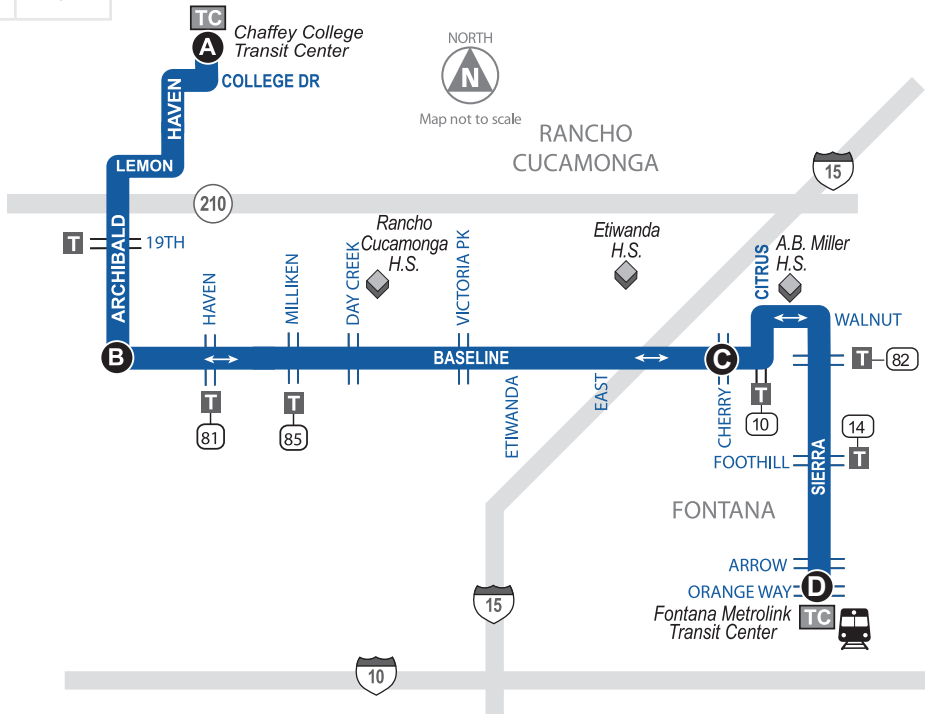 TC
Chaffey College
Transit Center
A
COLLEGE DR
HAVEN
LEMON
NORTH
N
Map not to scale
RANCHO
CUCAMONGA
15
210
T
19TH
ARCHIBALD
HAVEN
MILLIKEN
DAY CREEK
Rancho
Cucamonga
H.S.
VICTORIA PK
Etiwanda
H.S.
CITRUS
A.B. Miller
H.S.
WALNUT
B
BASELINE
C
T
82
T
81
T
85
ETIWANDA
EAST
CHERRY
T
10
14
T
FOOTHILL
SIERRA
FONTANA
ARROW
ORANGE WAY
D
Fontana Metrolink
Transit Center
TC
15
10